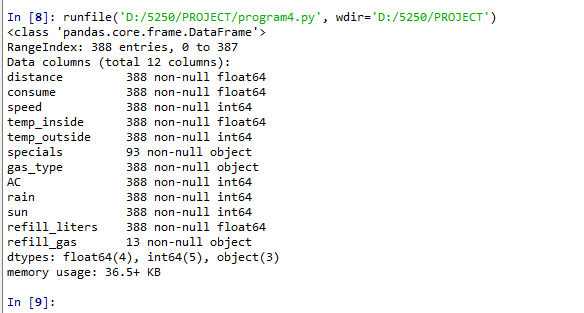 In [8]: runfile('D:/5250/PROJECT/program4.py', wdir='D:/5250/PROJECT')
<class 'pandas.core.frame.DataFrame'>
RangeIndex: 388 entries, 0 to 387
Data columns (total 12 columns):
distance         388 non-null float64
consume          388 non-null float64
speed            388 non-null int64
temp_inside      388 non-null float64
temp_outside     388 non-null int64
specials         93 non-null object
gas_type         388 non-null object
AC               388 non-null int64
rain             388 non-null int64
sun              388 non-null int64
refill_liters    388 non-null float64
refill_gas       13 non-null object
dtypes: float64(4), int64(5), object(3)
memory usage: 36.5+ KB
In [9]: